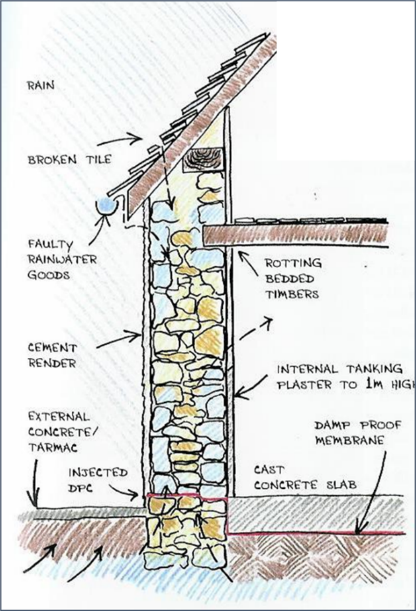 RAIN
BROKEN TILE
FAULTY
RAINWATER
GOODS
ROTTING
BEDDED
TIMBERS
CEMENT
RENDER
INTERNAL TANKING
PLASTER TO 1M HIGH
EXTERNAL
CONCRETE/
TARMAC
DAMP PROOF
MEMBRANE
INJECTED
DPC
CAST
CONCRETE SLAB